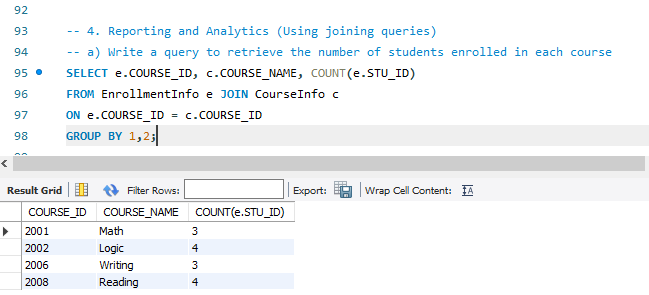 92
93 -- 4. Reporting and Analytics (Using joining queries)
94 -- a) Write a query to retrieve the number of students enrolled in each course
95 SELECT e.COURSE_ID, c.COURSE_NAME, COUNT(e.STU_ID)
96 FROM EnrollmentInfo e JOIN CourseInfo c
97 ON e.COURSE_ID = c.COURSE_ID
98 GROUP BY 1,2;
Result Grid Filter Rows: Export: Wrap Cell Content: IA
COURSE_ID COURSE_NAME COUNT(e.STU_ID)
2001 Math 3
2002 Logic 4
2006 Writing 3
2008 Reading 4